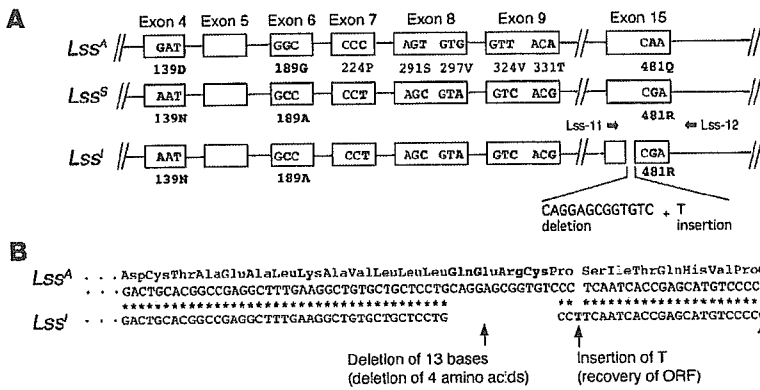 A
Exon 4 Exon 5 Exon 6 Exon 7 Exon 8 Exon 9 Exon 15
Lss^A // GAT GGC CCC AGT GTG GTT ACA // CAA //
139D 189G 224P 291S 297V 324V 331T 481Q
Lss^S // AAT GCC CCT AGC GTA GTC ACG // CGA //
139N 189A 481R
Lss-11 ⇒ ⇐ Lss-12
Lss^I // AAT GCC CCT AGC GTA GTC ACG // CGA //
139N 189A 481R
CAGGAGCGGTGTC + T
deletion insertion
B
Lss^A · · · AspCysThrAlaGluAlaLeuLysAlaValLeuLeuLeuGlnGluArgCysPro SerIleThrGlnHisValPro
· · · GACTGCACGGCCGAGGCTTTGAAGGCTGTGCTGCTCCTGCAGGAGCGGTGTCCC TCAATCACCGAGCATGTCCCC
*************************************** ** *********************
Lss^I · · · GACTGCACGGCCGAGGCTTTGAAGGCTGTGCTGCTCCTG CCTTCAATCACCGAGCATGTCCCC
Deletion of 13 bases Insertion of T
(deletion of 4 amino acids) (recovery of ORF)